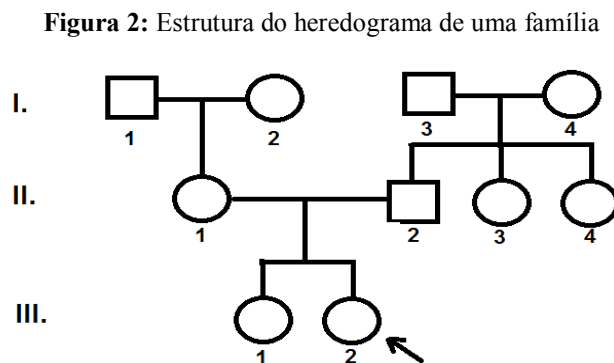 Figura 2: Estrutura do heredograma de uma família
I.
1 2 3 4
II.
1 2 3 4
III.
1 2